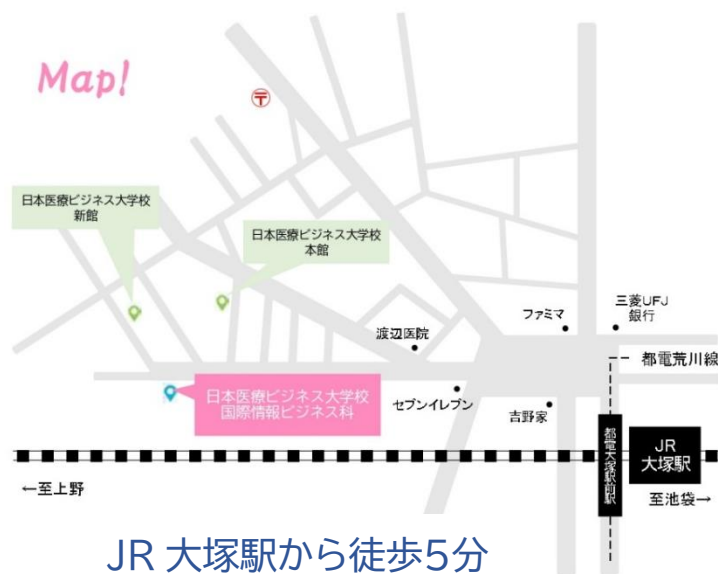 Map!
〒
日本医療ビジネス大学校
新館
日本医療ビジネス大学校
本館
ファミマ
三菱UFJ
銀行
渡辺医院
都電荒川線
日本医療ビジネス大学校
国際情報ビジネス科
セブンイレブン
吉野家
都電大塚駅前駅
JR
大塚駅
←至上野
至池袋→
JR 大塚駅から徒歩5分